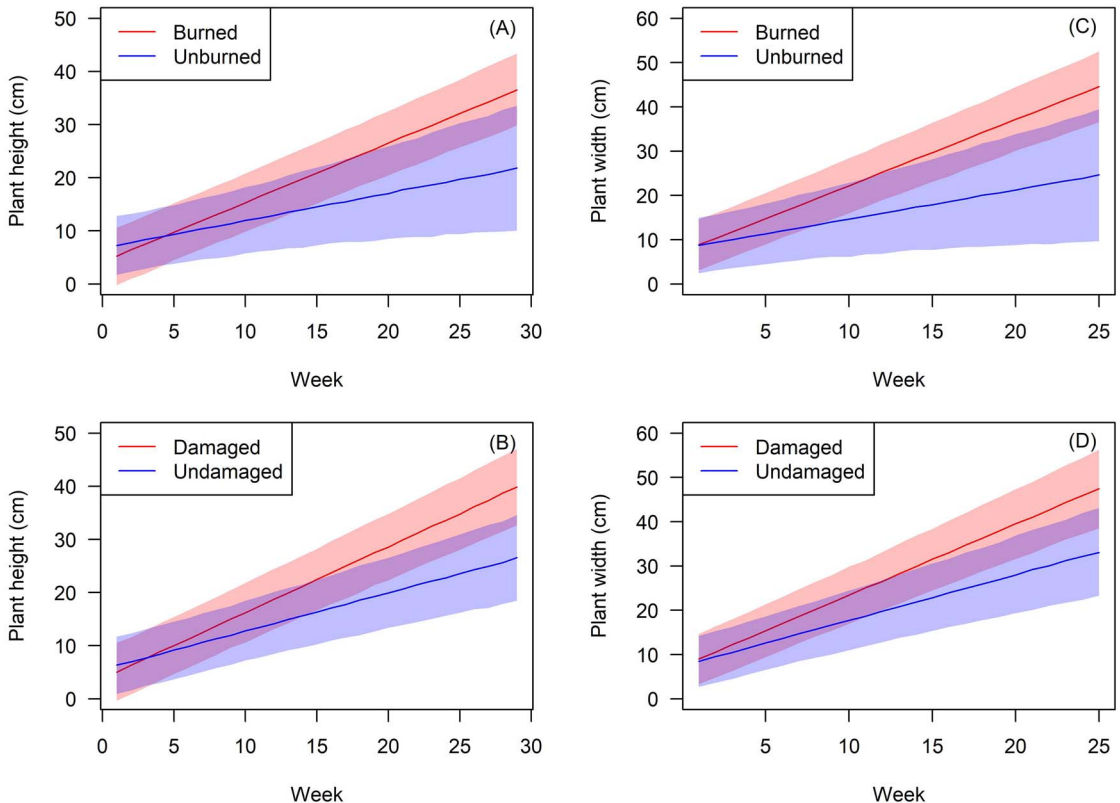 (A)
Burned
Unburned
Plant height (cm)
50
40
30
20
10
0
0 5 10 15 20 25 30
Week
(C)
Burned
Unburned
Plant width (cm)
60
50
40
30
20
10
0
5 10 15 20 25
Week
(B)
Damaged
Undamaged
Plant height (cm)
50
40
30
20
10
0
0 5 10 15 20 25 30
Week
(D)
Damaged
Undamaged
Plant width (cm)
60
50
40
30
20
10
0
5 10 15 20 25
Week